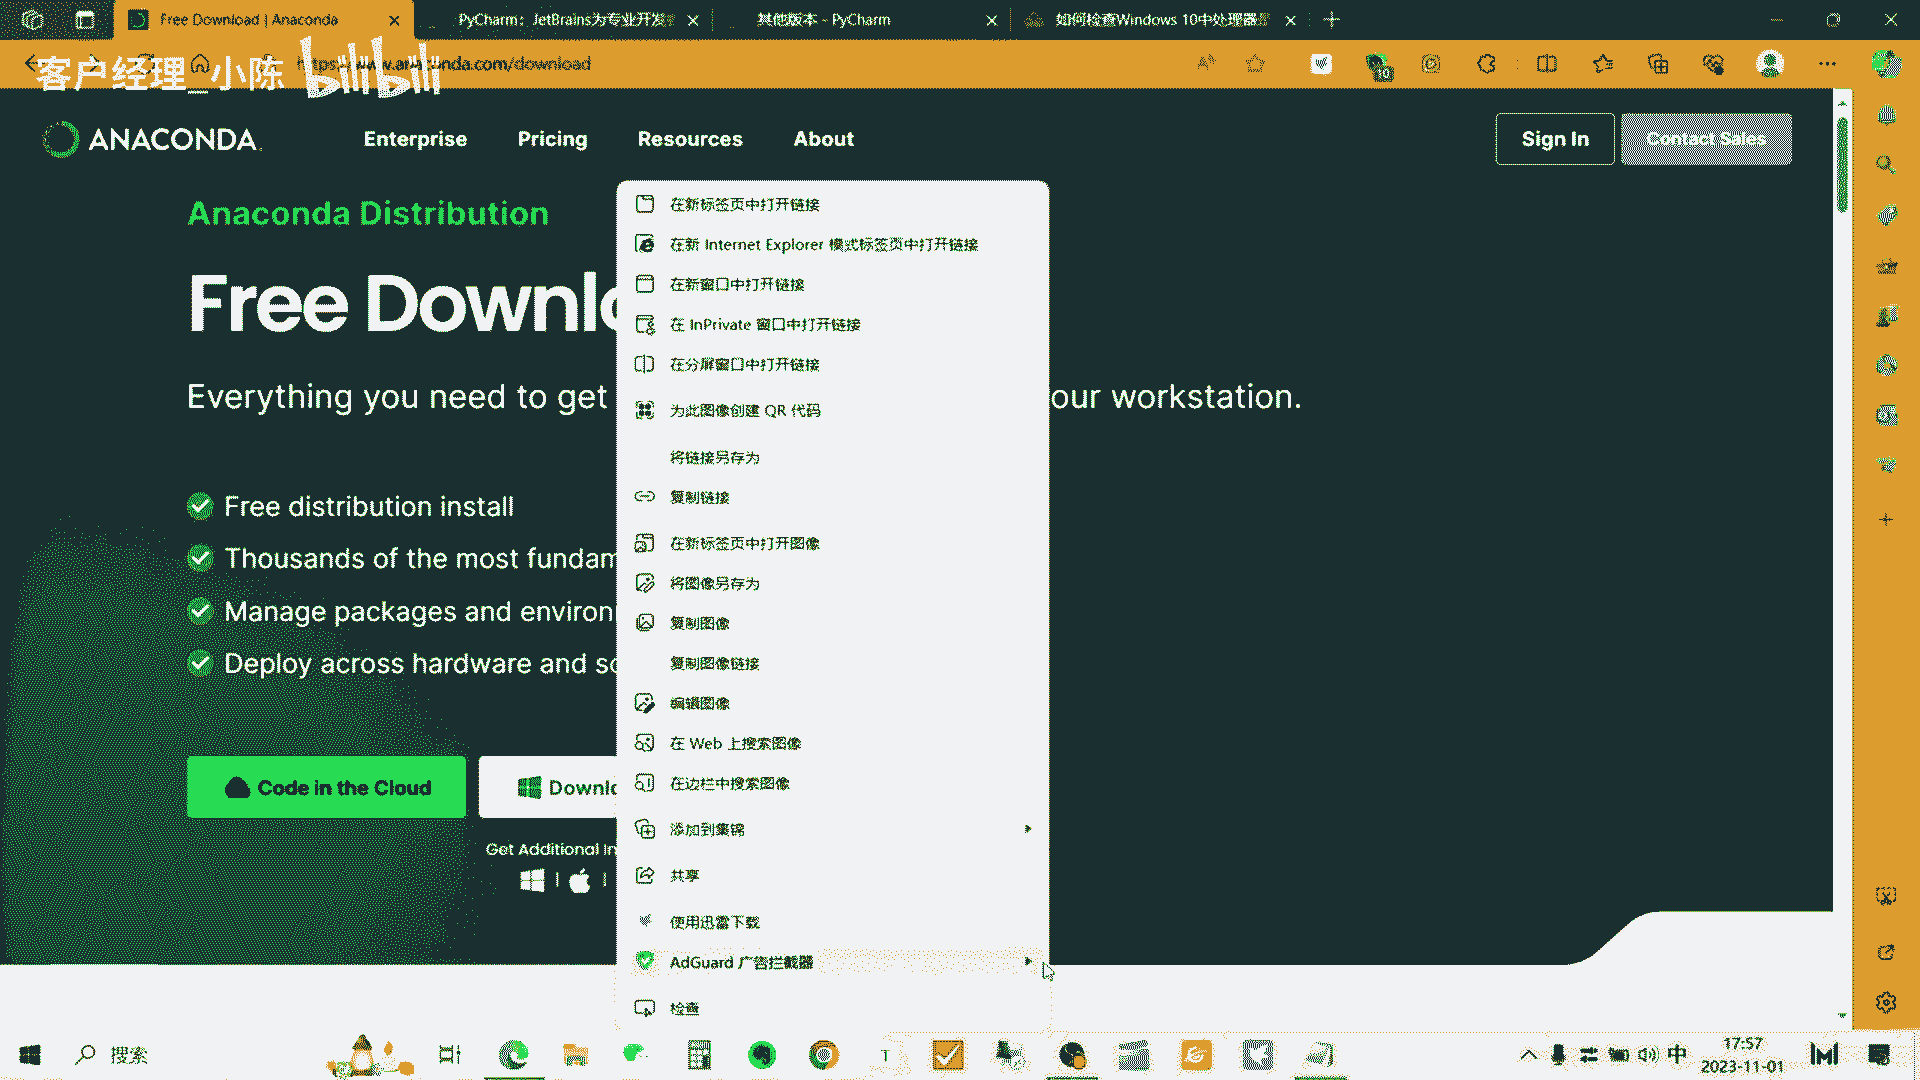 Free Download | Anaconda
PyCharm：JetBrains为专业开发
其他版本 - PyCharm
如何检查Windows 10中处理器
客户经理_小陈 bilibili
https://www.anaconda.com/download
ANACONDA.
Enterprise
Pricing
Resources
About
Sign In
Contact Sales
Anaconda Distribution
Free Downlo
Everything you need to get
our workstation.
Free distribution install
Thousands of the most fundam
Manage packages and environ
Deploy across hardware and so
Code in the Cloud
Downlo
Get Additional In
在新标签页中打开链接
在新 Internet Explorer 模式标签页中打开链接
在新窗口中打开链接
在 InPrivate 窗口中打开链接
在分屏窗口中打开链接
为此图像创建 QR 代码
将链接另存为
复制链接
在新标签页中打开图像
将图像另存为
复制图像
复制图像链接
编辑图像
在 Web 上搜索图像
在边栏中搜索图像
添加到集锦
共享
使用迅雷下载
AdGuard 广告拦截器
检查
搜索
中
17:57
2023-11-01